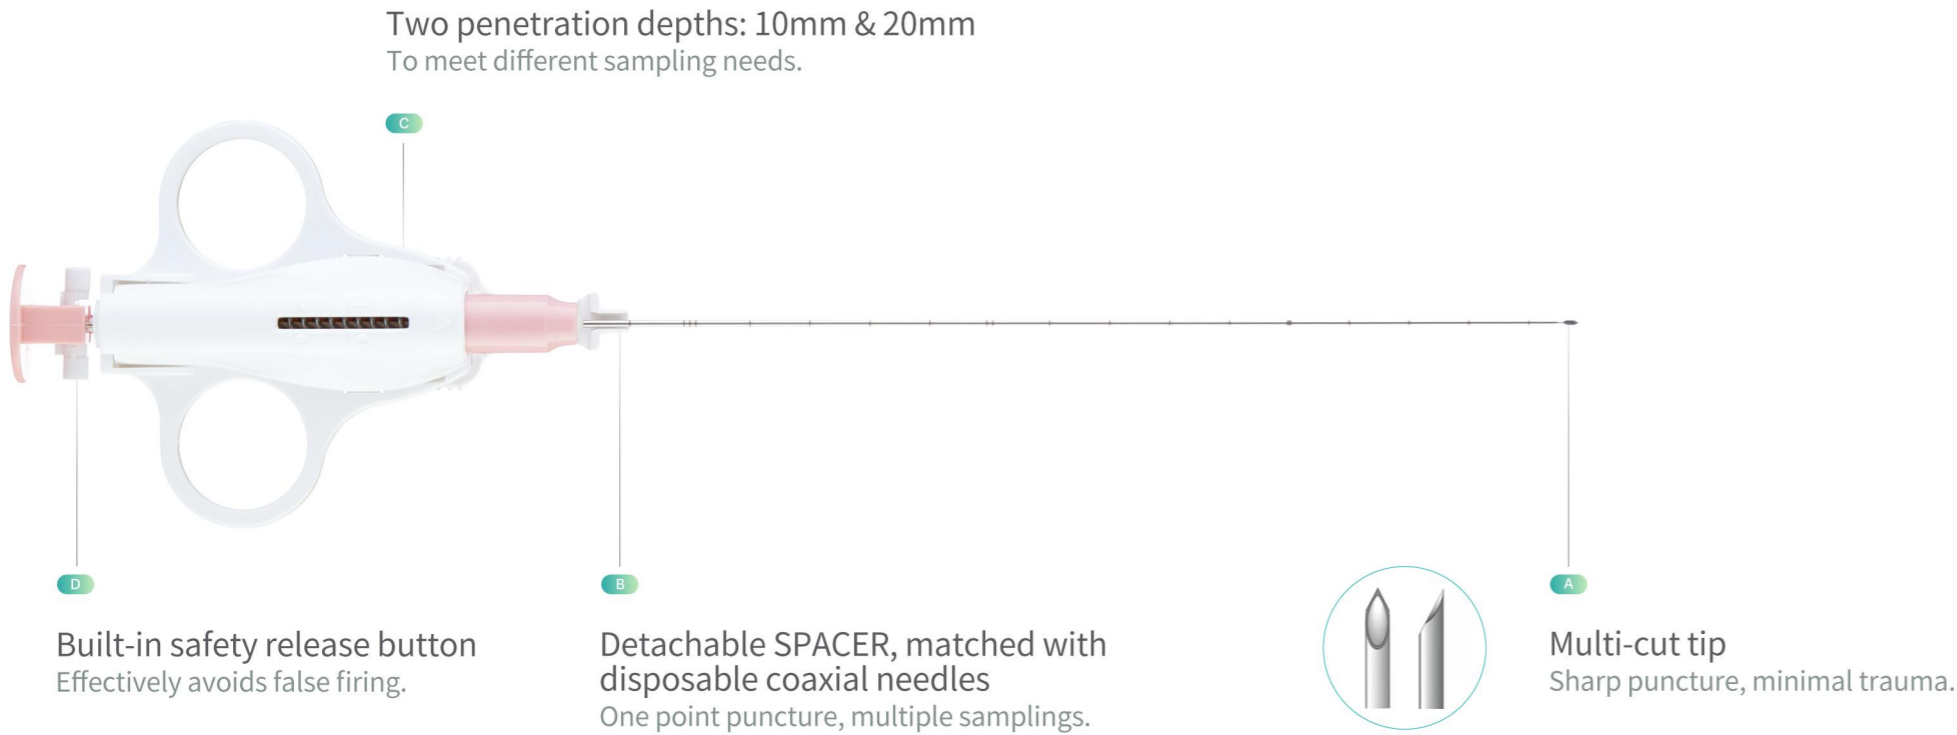 Two penetration depths: 10mm & 20mm
To meet different sampling needs.
C
D
Built-in safety release button
Effectively avoids false firing.
B
Detachable SPACER, matched with
disposable coaxial needles
One point puncture, multiple samplings.
A
Multi-cut tip
Sharp puncture, minimal trauma.